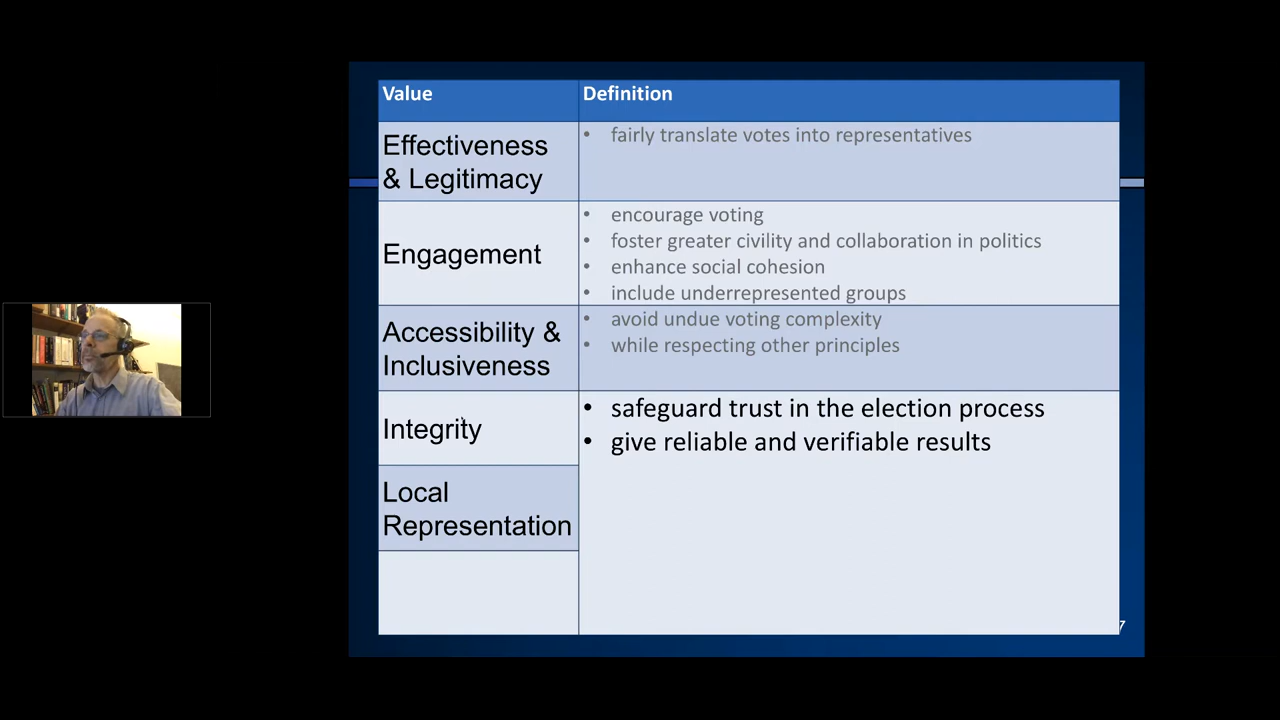 Value
Definition
Effectiveness
& Legitimacy
• fairly translate votes into representatives
Engagement
• encourage voting
• foster greater civility and collaboration in politics
• enhance social cohesion
• include underrepresented groups
Accessibility &
Inclusiveness
• avoid undue voting complexity
• while respecting other principles
Integrity
• safeguard trust in the election process
• give reliable and verifiable results
Local
Representation
7